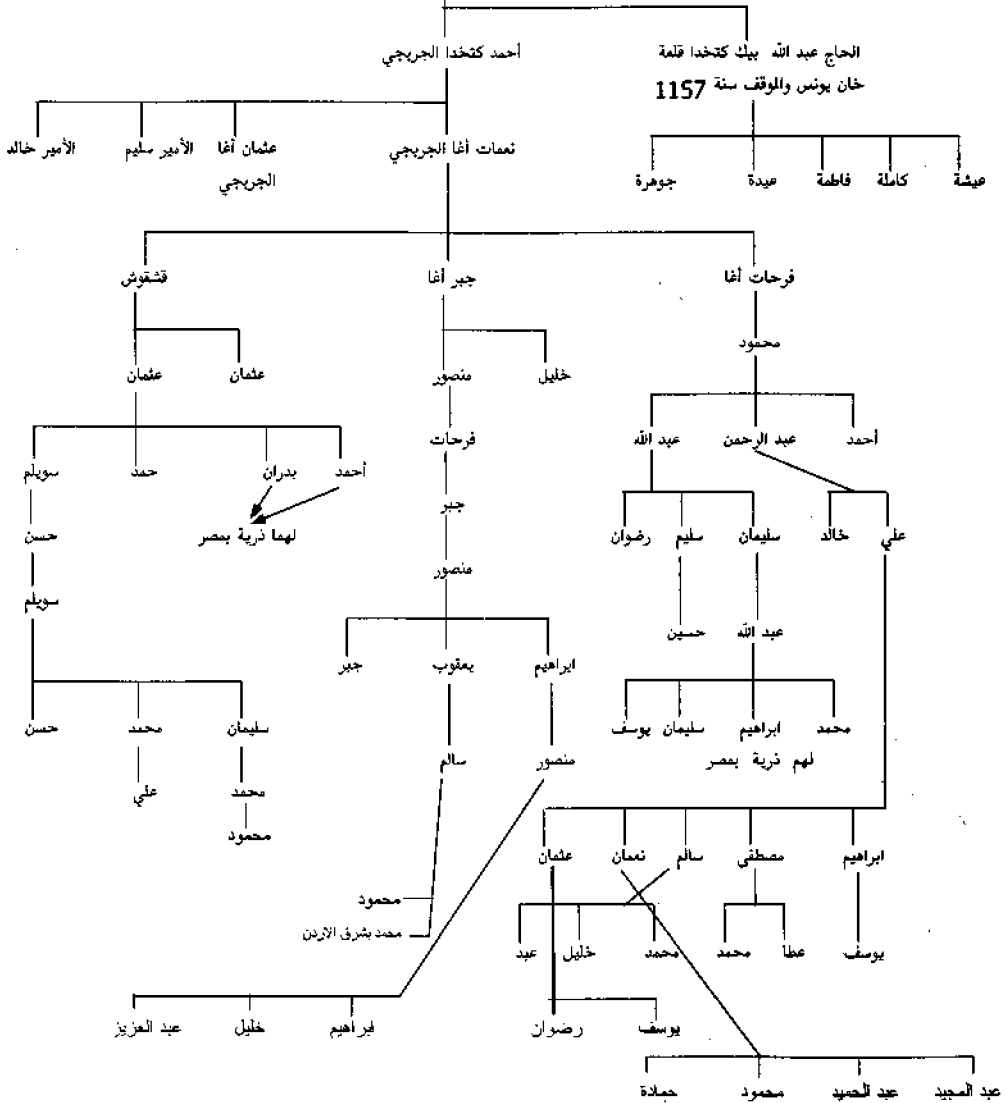 الحاج عبد الله بيك كتخدا قلعة
خان يونس والموقف سنة 1157
أحمد كتخدا الجريجي
عيشة كاملة فاطمة عيدة جوهرة
نعمات أغا الجريجي
عثمان أغا
الجريجي
الأمير سليم
الأمير خالد
فرحات أغا جبر أغا قشقوش
محمود
خليل منصور عثمان عثمان
أحمد عبد الرحمن عبد الله
فرحات
أحمد بدران حمد سويلم
علي خالد سليمان سليم رضوان
جبر
لهما ذرية بمصر
حسن
منصور
سويلم
عبد الله حسين
ابراهيم يعقوب جبر
محمد ابراهيم سليمان يوسف
لهم ذرية بمصر
سليمان محمد حسن
منصور سالم
محمد علي
محمود
ابراهيم مصطفى سالم نعمان عثمان
محمود
محمد بشرق الاردن
يوسف عطا محمد محمد خليل عبد
يوسف رضوان
ابراهيم خليل عبد العزيز
عبد المجيد عبد الحميد محمود حمادة